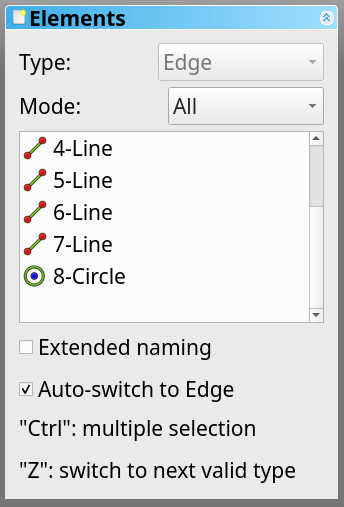 Elements
Type: Edge
Mode: All
4-Line
5-Line
6-Line
7-Line
8-Circle
Extended naming
Auto-switch to Edge
"Ctrl": multiple selection
"Z": switch to next valid type